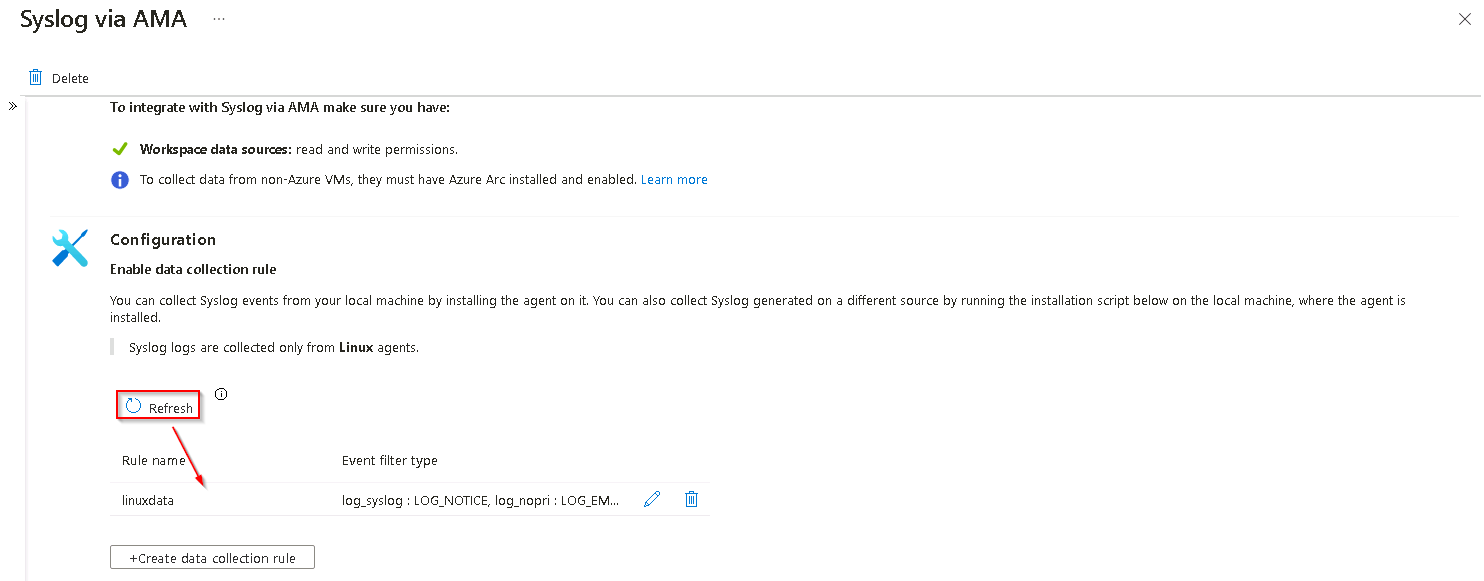 Syslog via AMA ...
Delete
To integrate with Syslog via AMA make sure you have:
Workspace data sources: read and write permissions.
To collect data from non-Azure VMs, they must have Azure Arc installed and enabled. Learn more
Configuration
Enable data collection rule
You can collect Syslog events from your local machine by installing the agent on it. You can also collect Syslog generated on a different source by running the installation script below on the local machine, where the agent is
installed.
Syslog logs are collected only from Linux agents.
Refresh
Rule name Event filter type
linuxdata log_syslog : LOG_NOTICE, log_nopri : LOG_EM...
+Create data collection rule